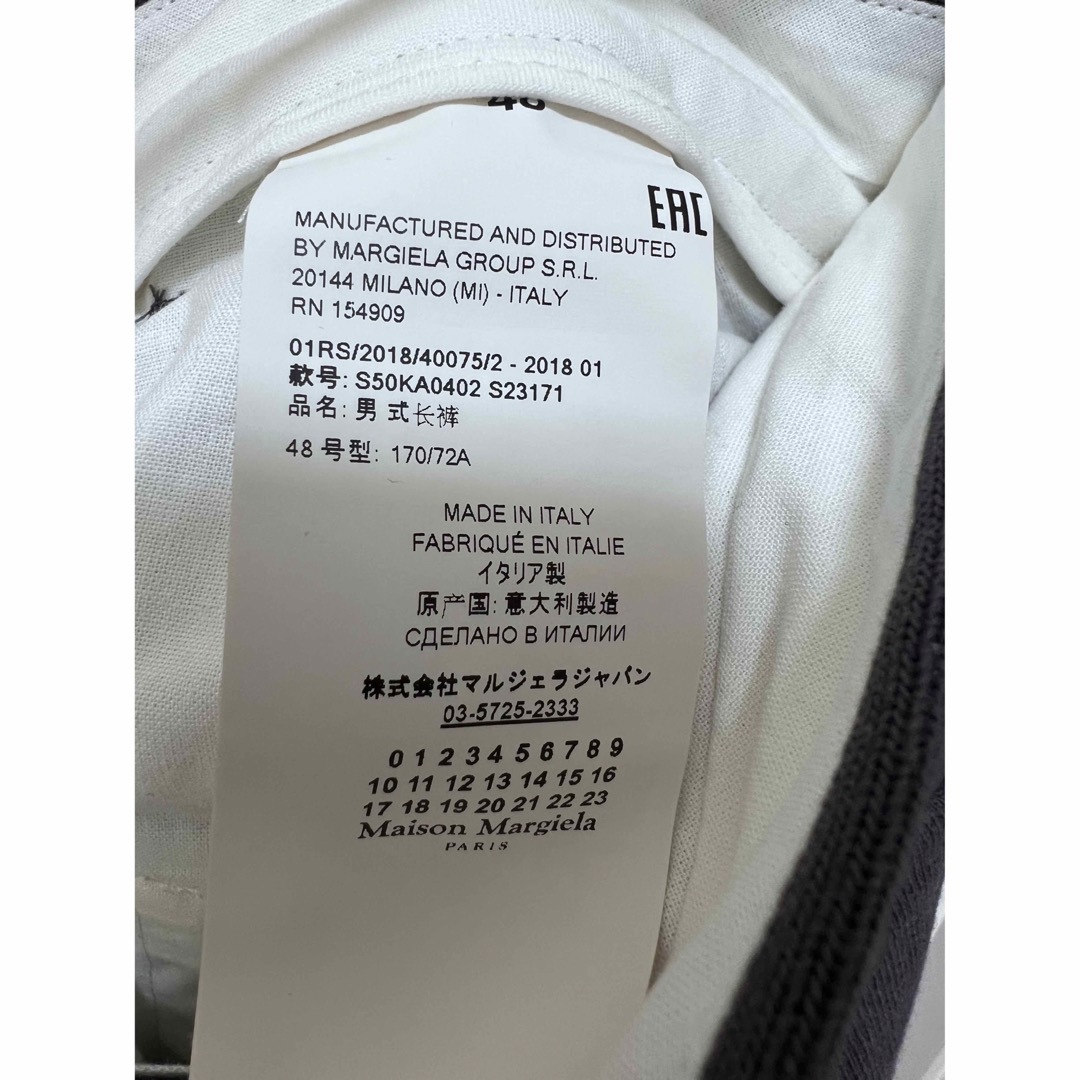 48
EAC
MANUFACTURED AND DISTRIBUTED
BY MARGIELA GROUP S.R.L.
20144 MILANO (MI) - ITALY
RN 154909
01RS/2018/40075/2 - 2018 01
款号: S50KA0402 S23171
品名: 男 式长裤
48 号型: 170/72A
MADE IN ITALY
FABRIQUÉ EN ITALIE
イタリア製
原产国: 意大利製造
СДЕЛАНО В ИТАЛИИ
株式会社マルジェラジャパン
03-5725-2333
0 1 2 3 4 5 6 7 8 9
10 11 12 13 14 15 16
17 18 19 20 21 22 23
Maison Margiela
PARIS